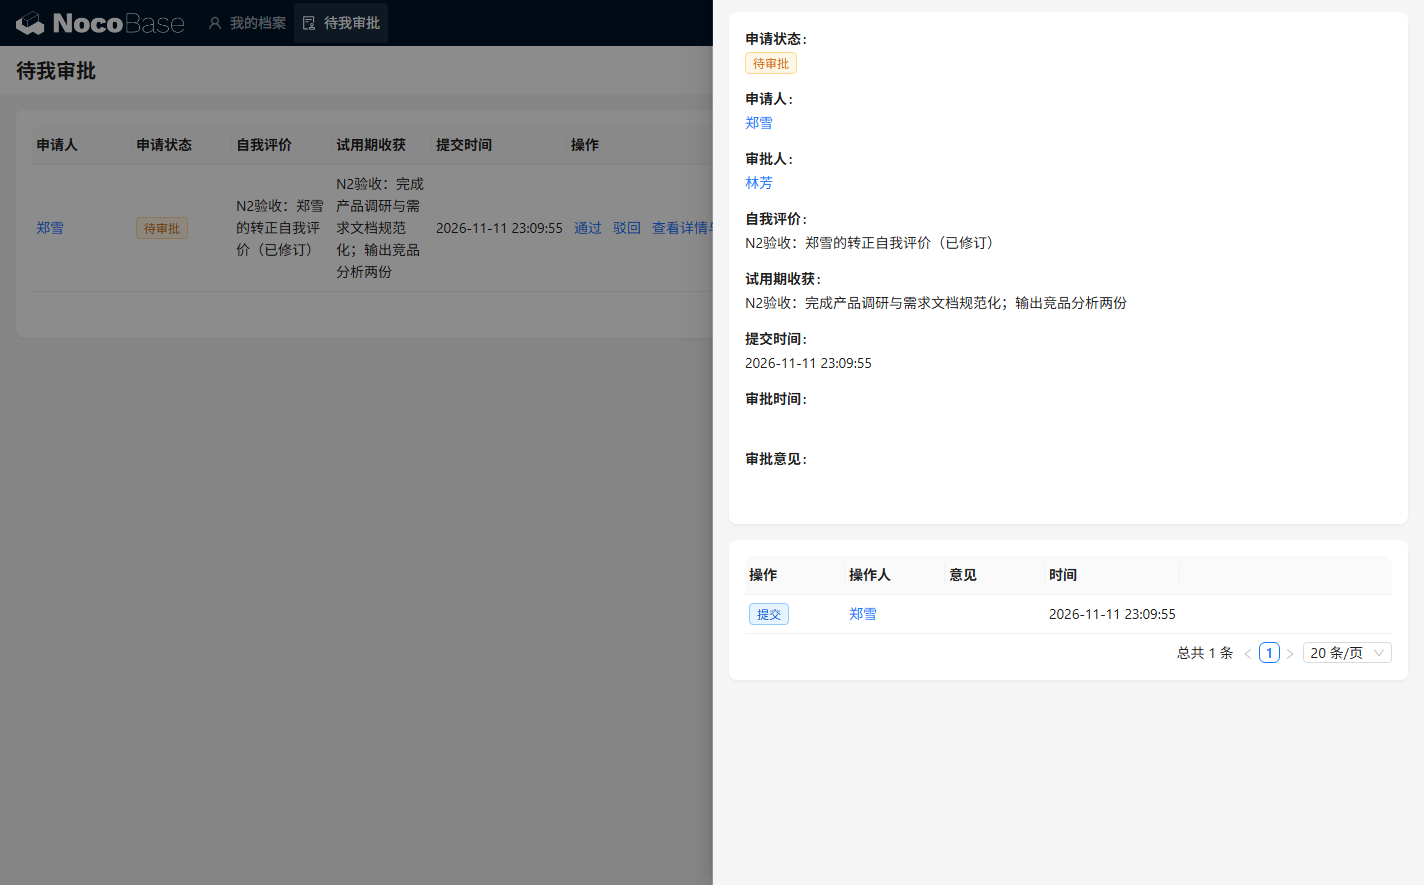 NocoBase
我的档案
待我审批
待我审批
申请人 申请状态 自我评价 试用期收获 提交时间 操作
郑雪
待审批
N2验收：郑雪
的转正自我评
价（已修订）
N2验收：完成
产品调研与需
求文档规范
化；输出竞品
分析两份
2026-11-11 23:09:55
通过 驳回 查看详情
申请状态：
待审批
申请人：
郑雪
审批人：
林芳
自我评价：
N2验收：郑雪的转正自我评价（已修订）
试用期收获：
N2验收：完成产品调研与需求文档规范化；输出竞品分析两份
提交时间：
2026-11-11 23:09:55
审批时间：
审批意见：
操作 操作人 意见 时间
提交 郑雪 2026-11-11 23:09:55
总共 1 条 < 1 > 20 条/页